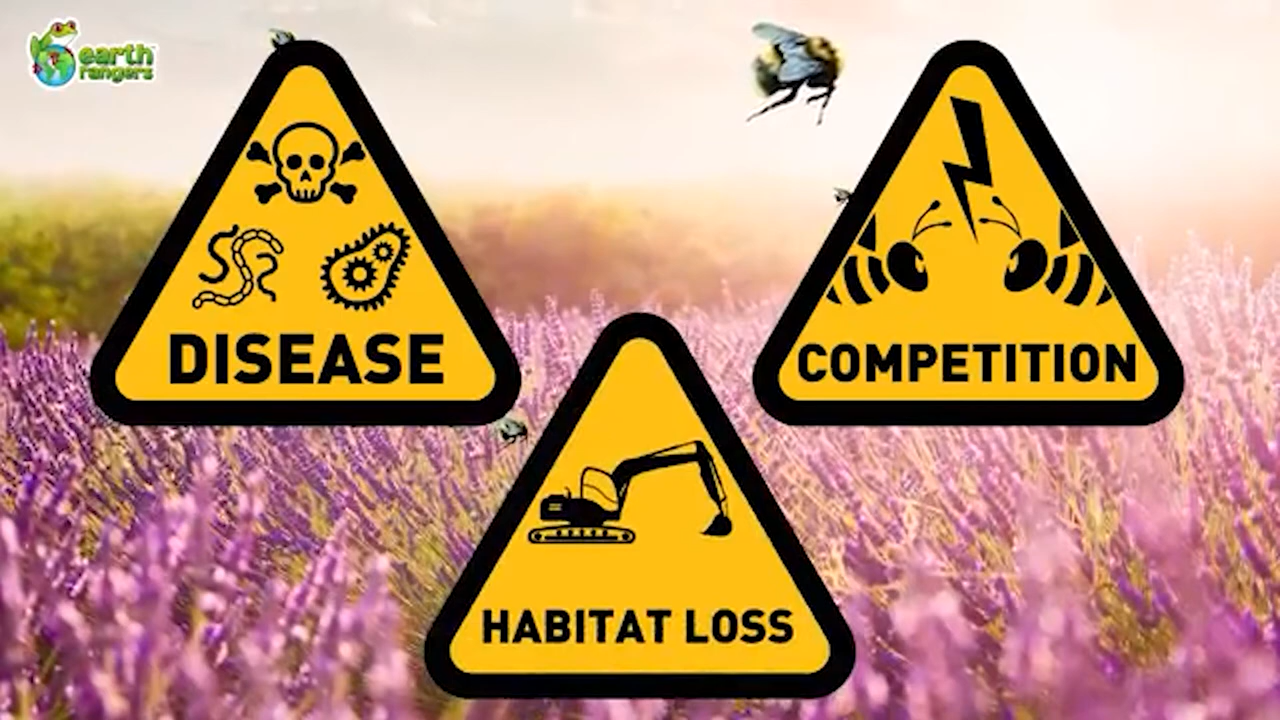 earth
rangers
DISEASE
COMPETITION
HABITAT LOSS